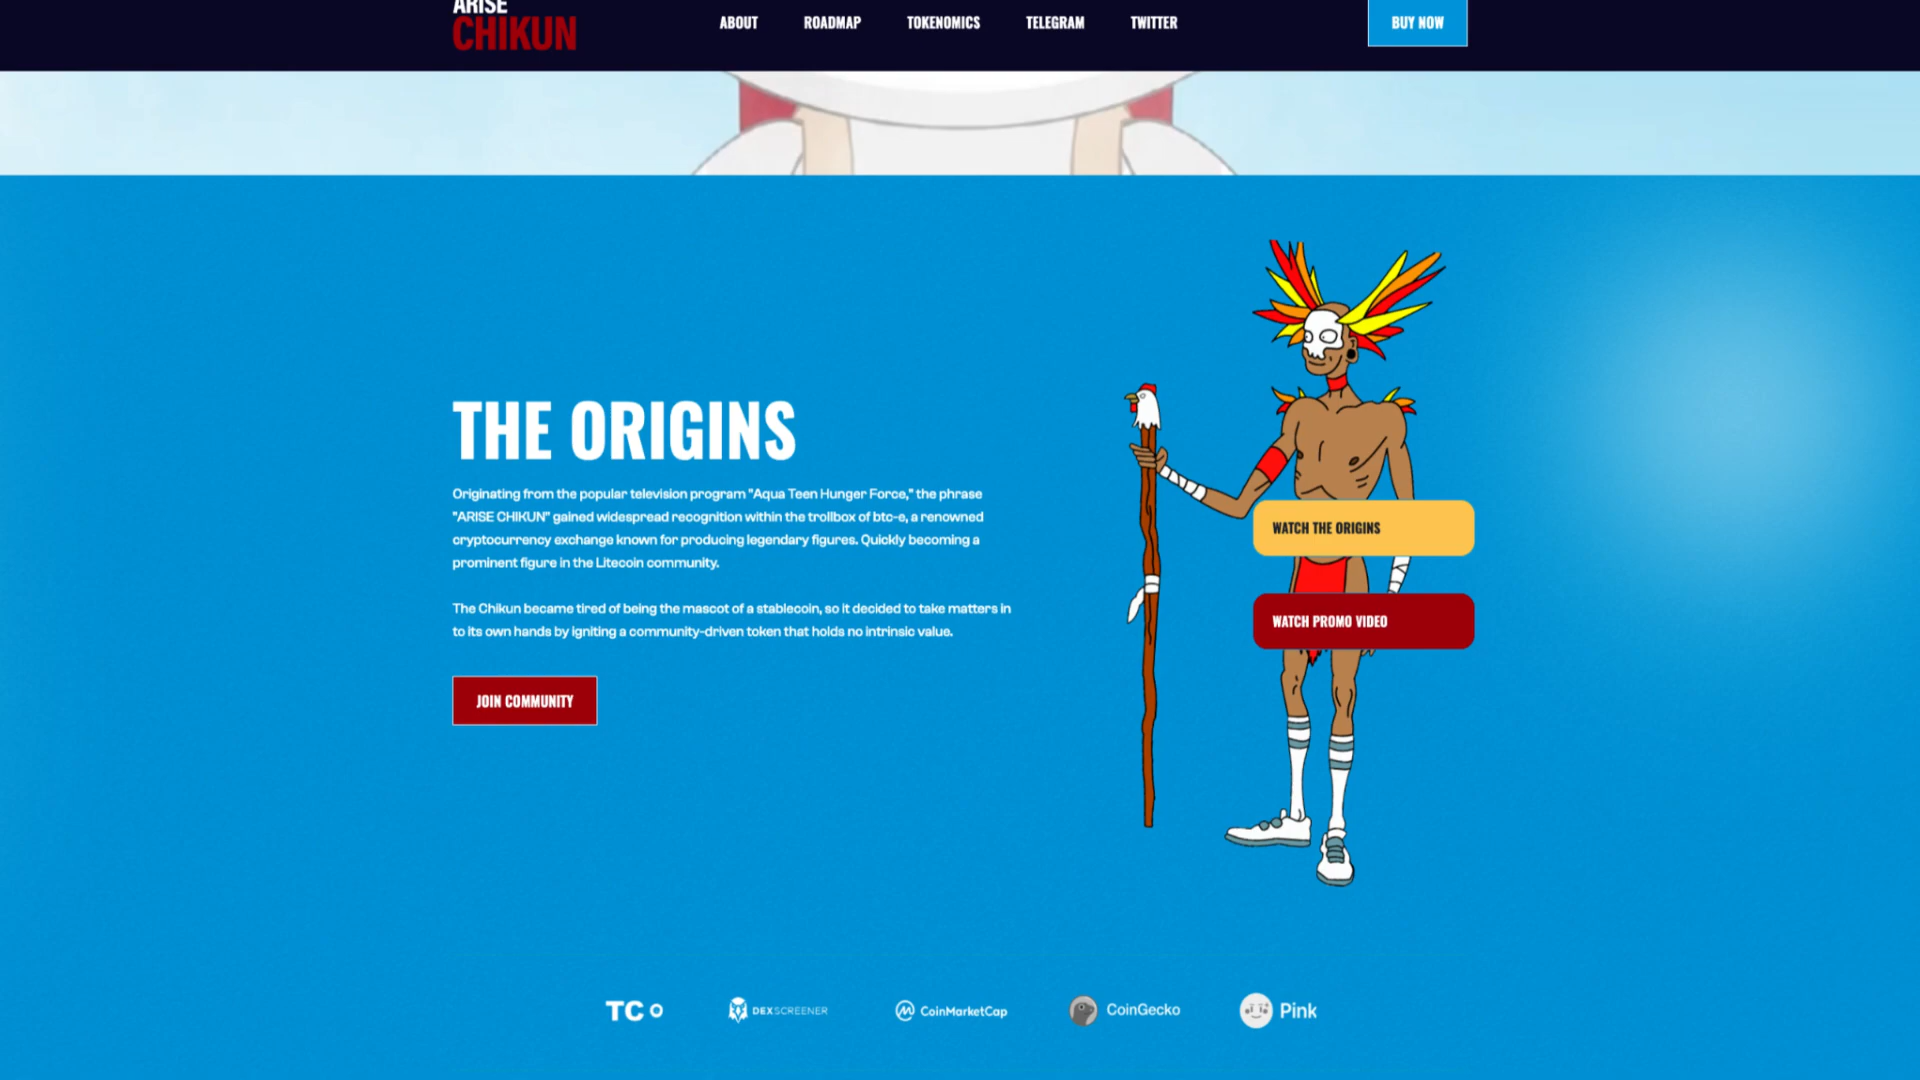 ARISE
CHIKUN
ABOUT
ROADMAP
TOKENOMICS
TELEGRAM
TWITTER
BUY NOW
THE ORIGINS
Originating from the popular television program "Aqua Teen Hunger Force," the phrase
"ARISE CHIKUN" gained widespread recognition within the trollbox of btc-e, a renowned
cryptocurrency exchange known for producing legendary figures. Quickly becoming a
prominent figure in the Litecoin community.
The Chikun became tired of being the mascot of a stablecoin, so it decided to take matters in
to its own hands by igniting a community-driven token that holds no intrinsic value.
JOIN COMMUNITY
WATCH THE ORIGINS
WATCH PROMO VIDEO
TC
DEXSCREENER
CoinMarketCap
CoinGecko
Pink